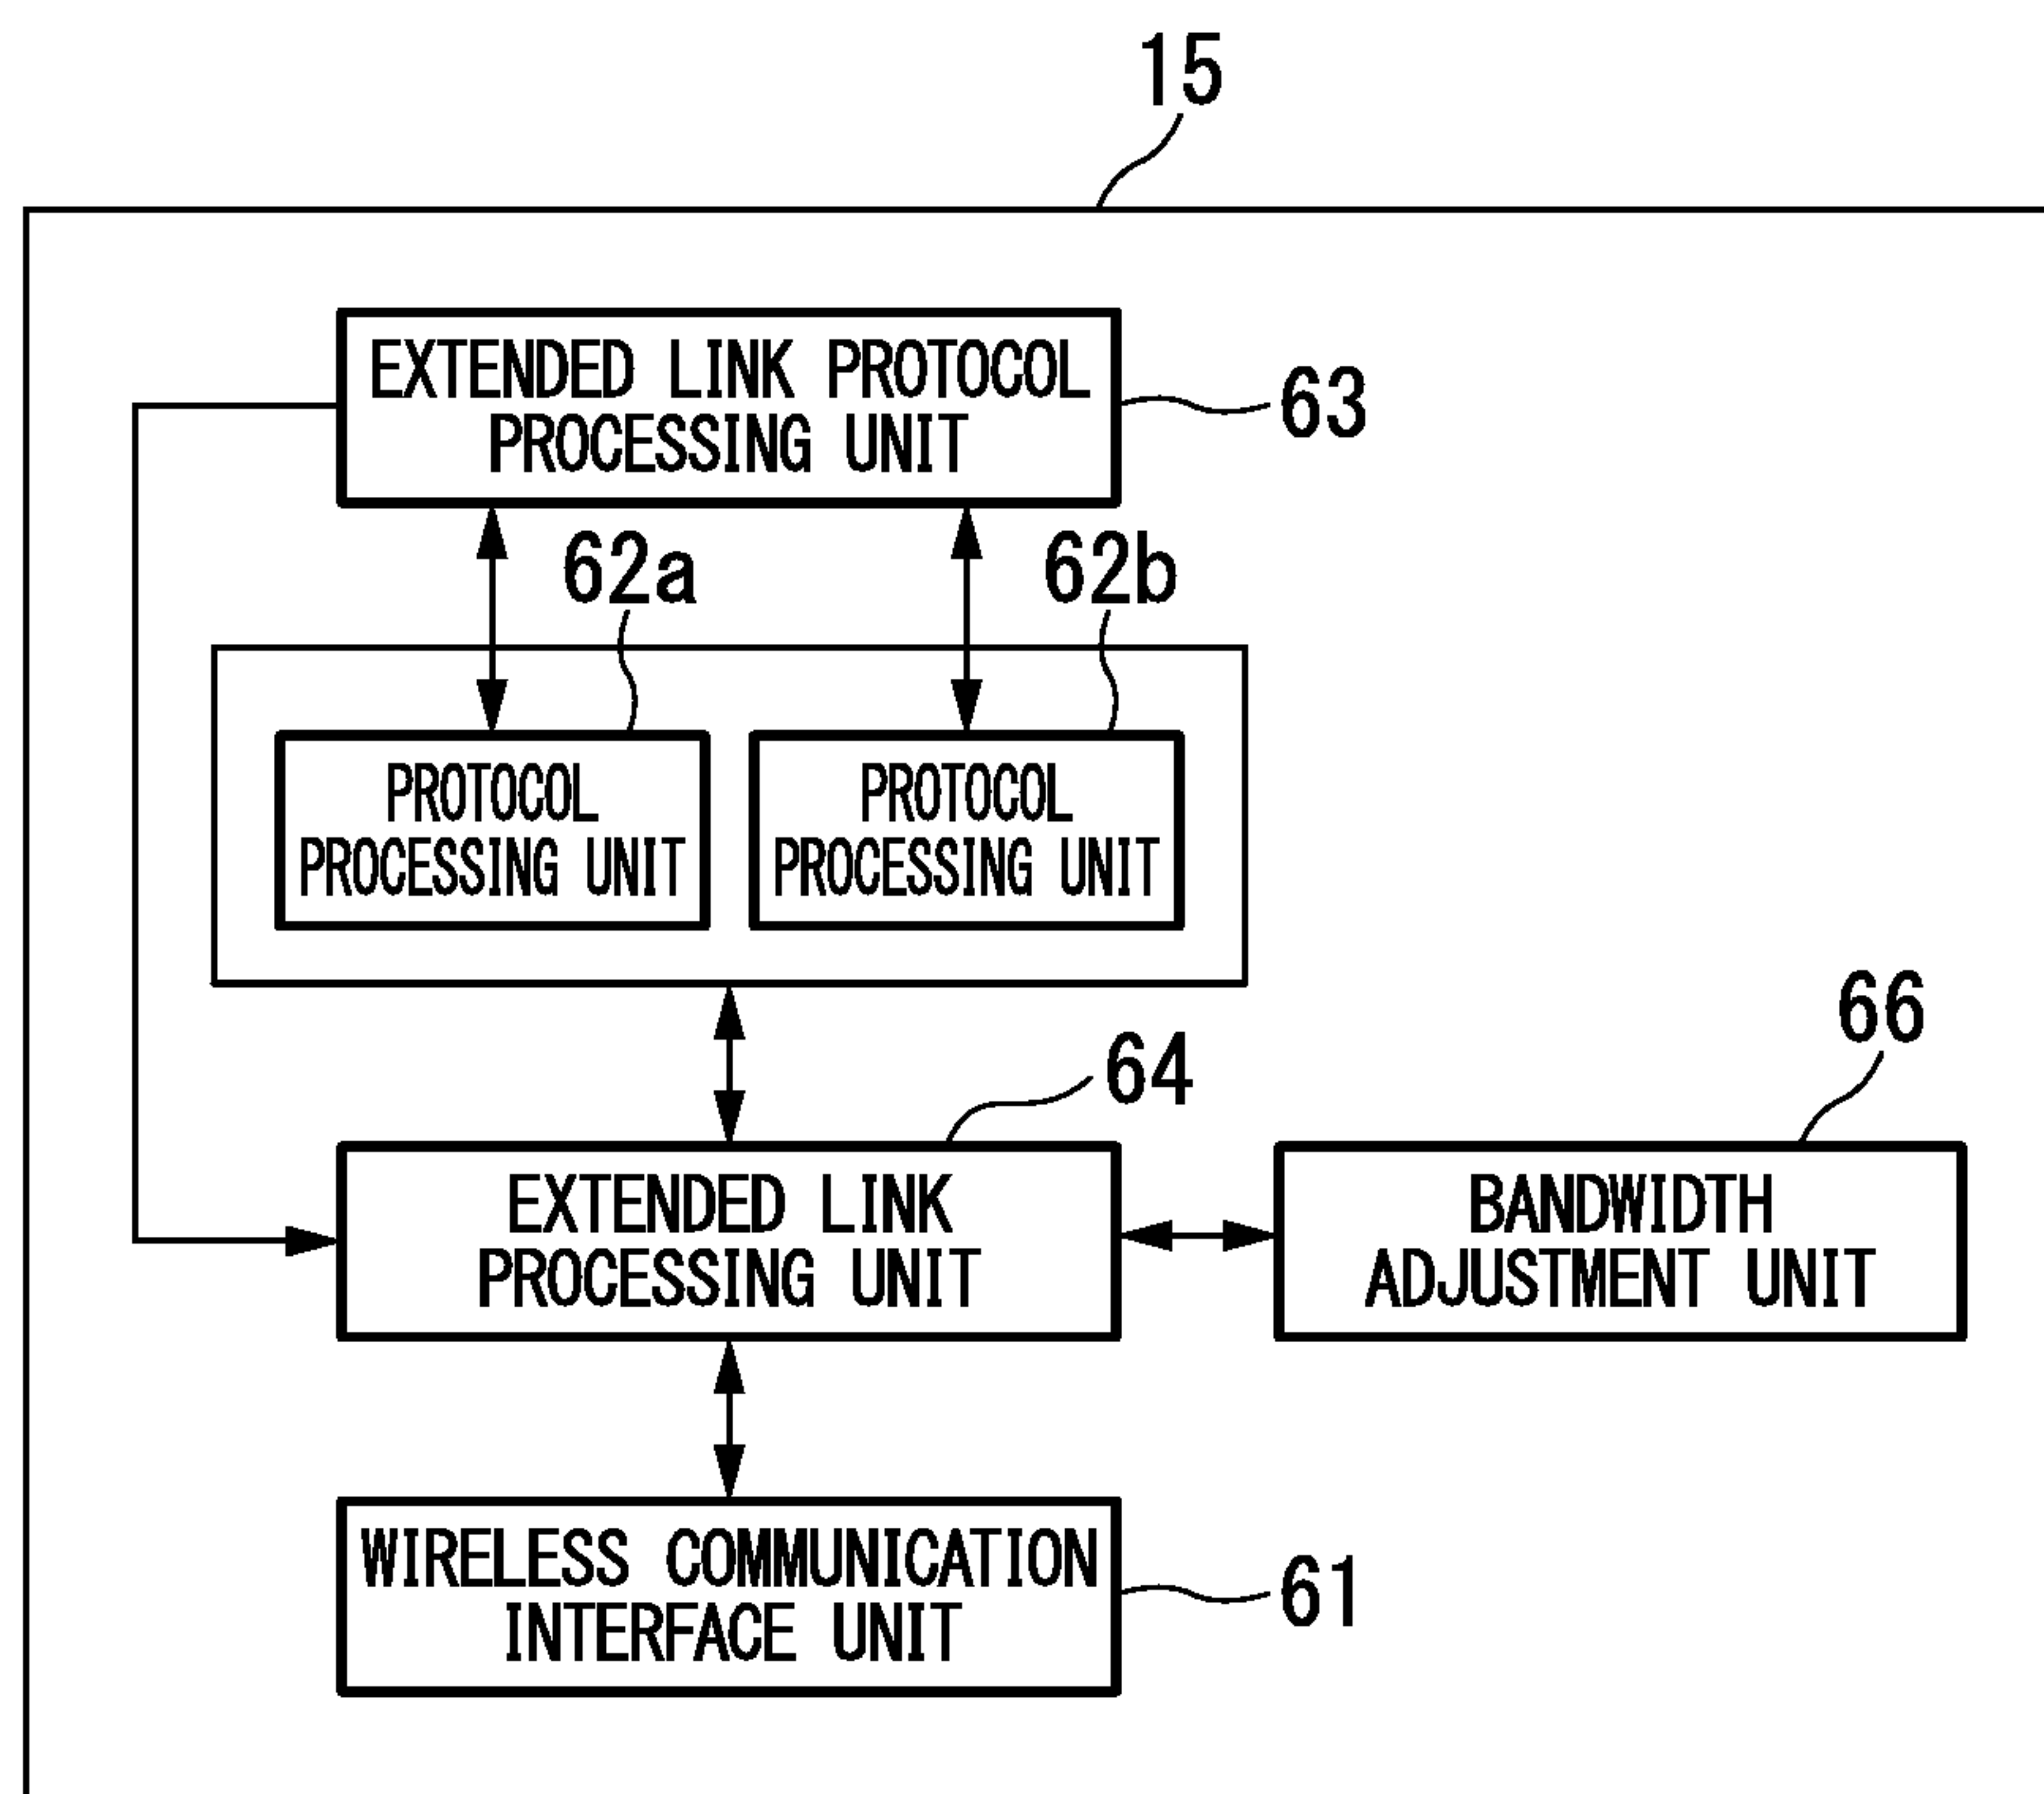 15
EXTENDED LINK PROTOCOL
PROCESSING UNIT
63
62a
62b
PROTOCOL
PROCESSING UNIT
PROTOCOL
PROCESSING UNIT
64
66
EXTENDED LINK
PROCESSING UNIT
BANDWIDTH
ADJUSTMENT UNIT
WIRELESS COMMUNICATION
INTERFACE UNIT
61